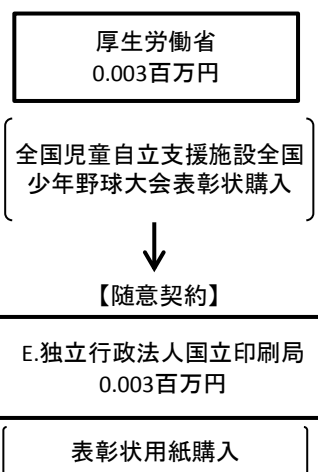 厚生労働省
0.003百万円
全国児童自立支援施設全国
少年野球大会表彰状購入
【随意契約】
E.独立行政法人国立印刷局
0.003百万円
表彰状用紙購入